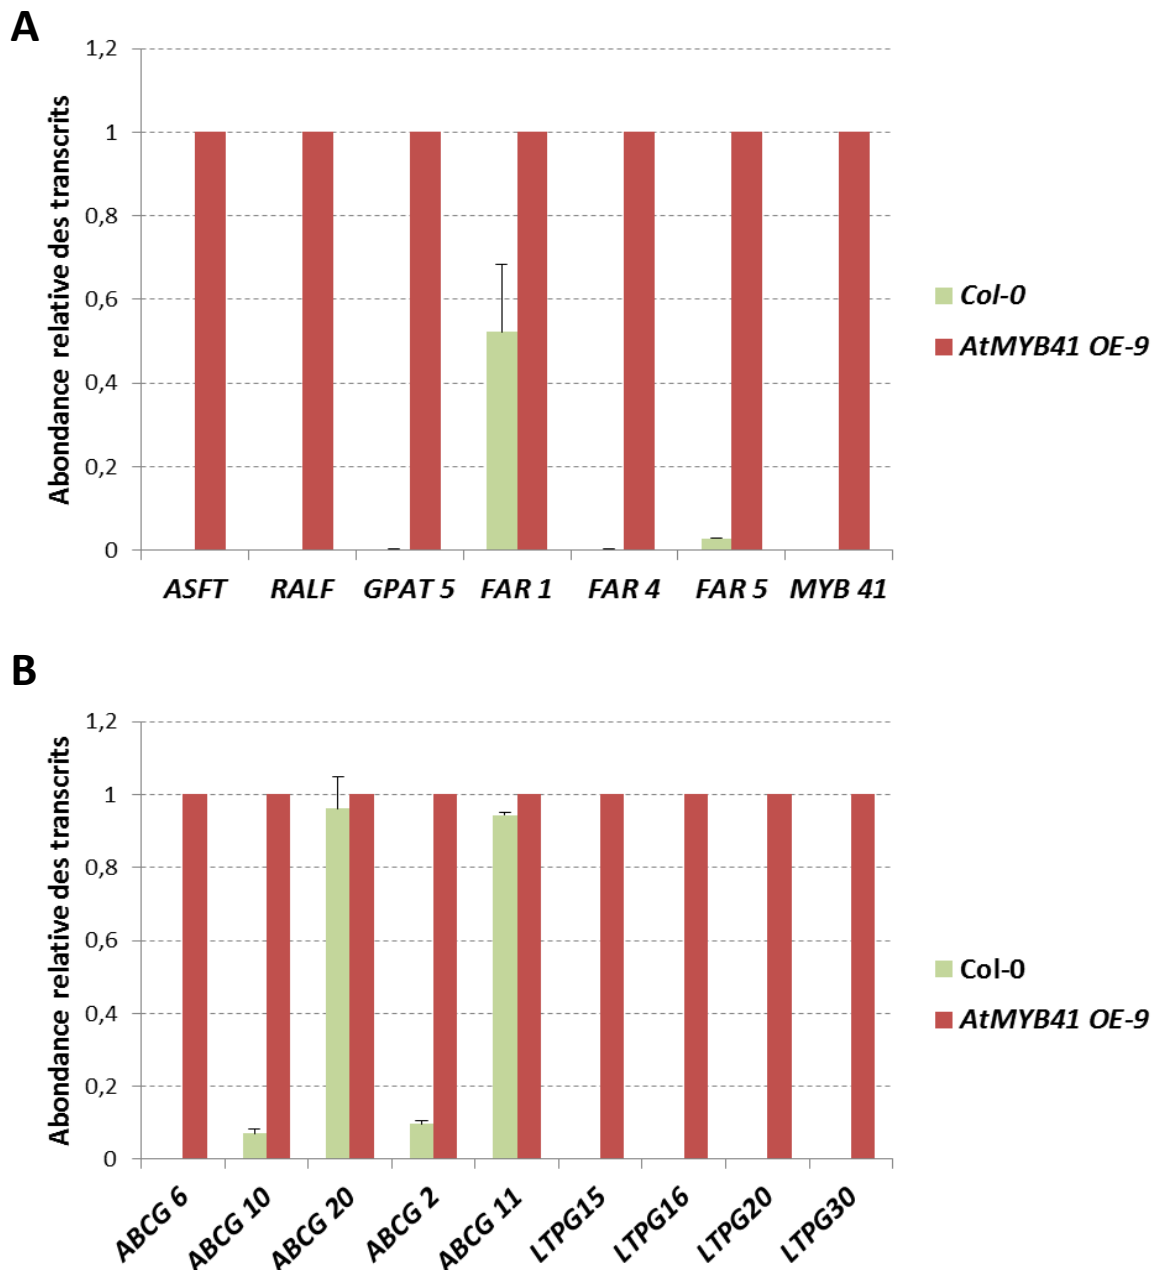 A
Abondance relative des transcrits
1,2
1
0,8
0,6
0,4
0,2
0
ASFT RALF GPAT 5 FAR 1 FAR 4 FAR 5 MYB 41
Col-0
AtMYB41 OE-9
B
Abondance relative des transcrits
1,2
1
0,8
0,6
0,4
0,2
0
ABCG 6 ABCG 10 ABCG 20 ABCG 2 ABCG 11 LTPG15 LTPG16 LTPG20 LTPG30
Col-0
AtMYB41 OE-9